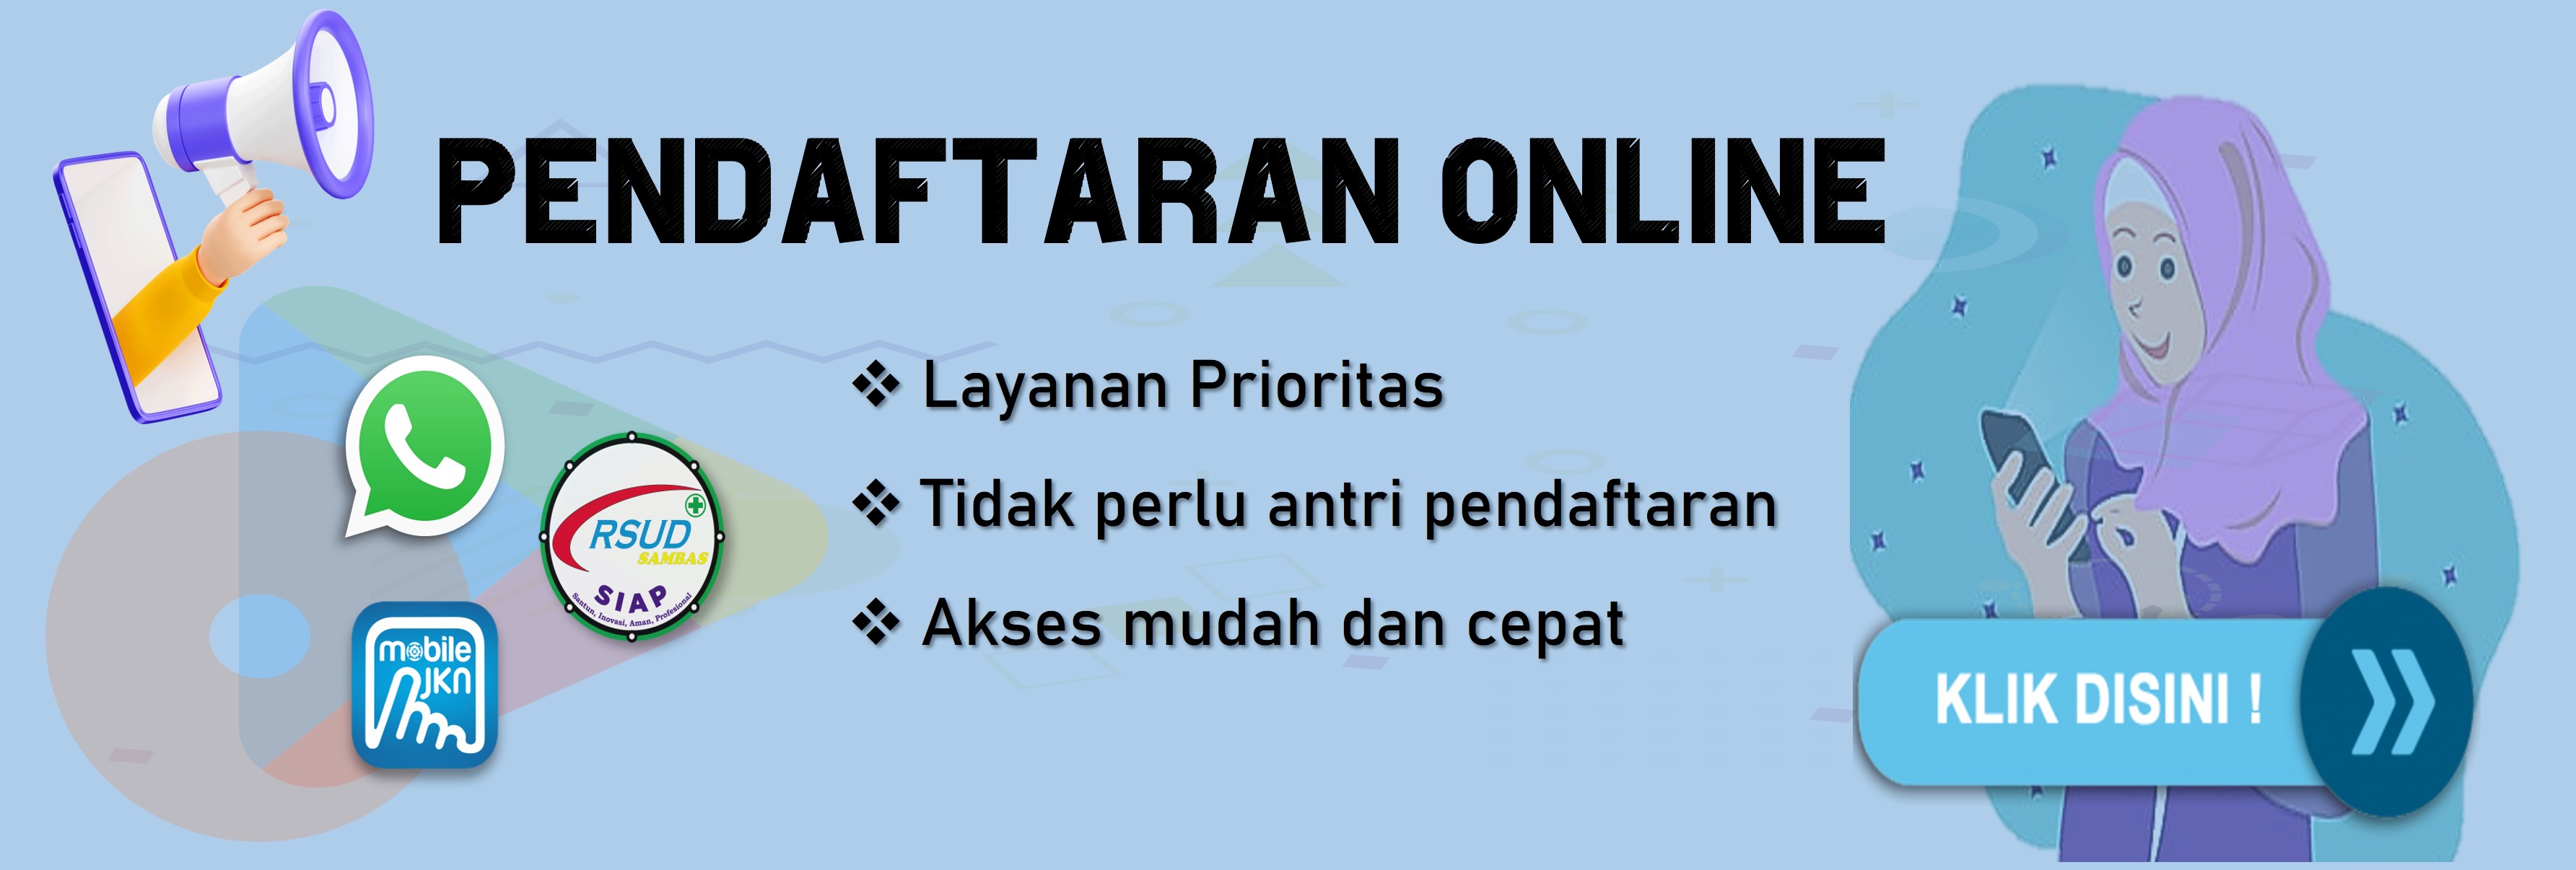 PENDAFTARAN ONLINE
❖ Layanan Prioritas
❖ Tidak perlu antri pendaftaran
❖ Akses mudah dan cepat
RSUD
SAMBAS
SIAP
Santun, Inovasi, Aman, Profesional
mobile
JKN
KLIK DISINI !